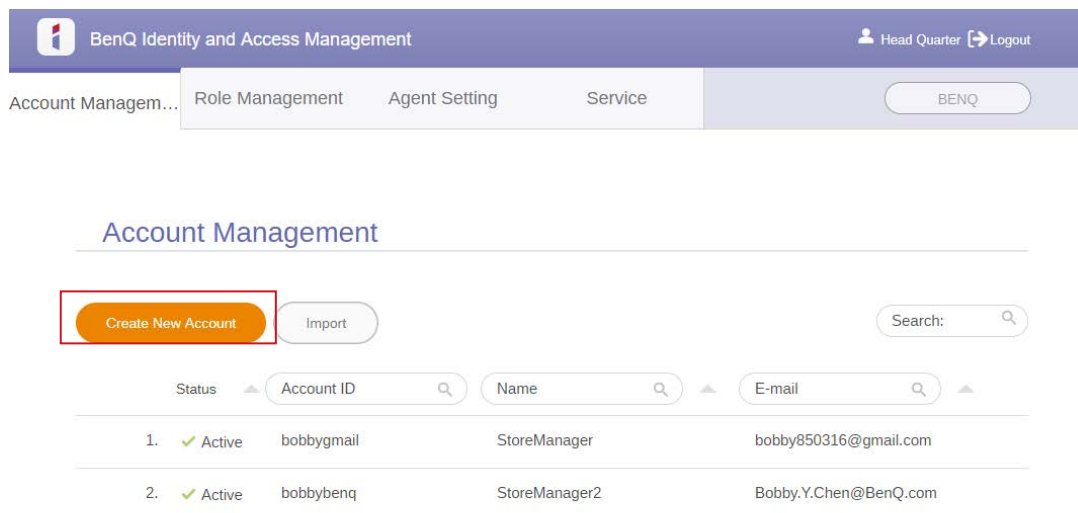 BenQ Identity and Access Management
Head Quarter Logout
Account Managem... Role Management Agent Setting Service BENQ
Account Management
Create New Account Import Search:
Status Account ID Name E-mail
1. Active bobbygmail StoreManager bobby850316@gmail.com
2. Active bobbybenq StoreManager2 Bobby.Y.Chen@BenQ.com